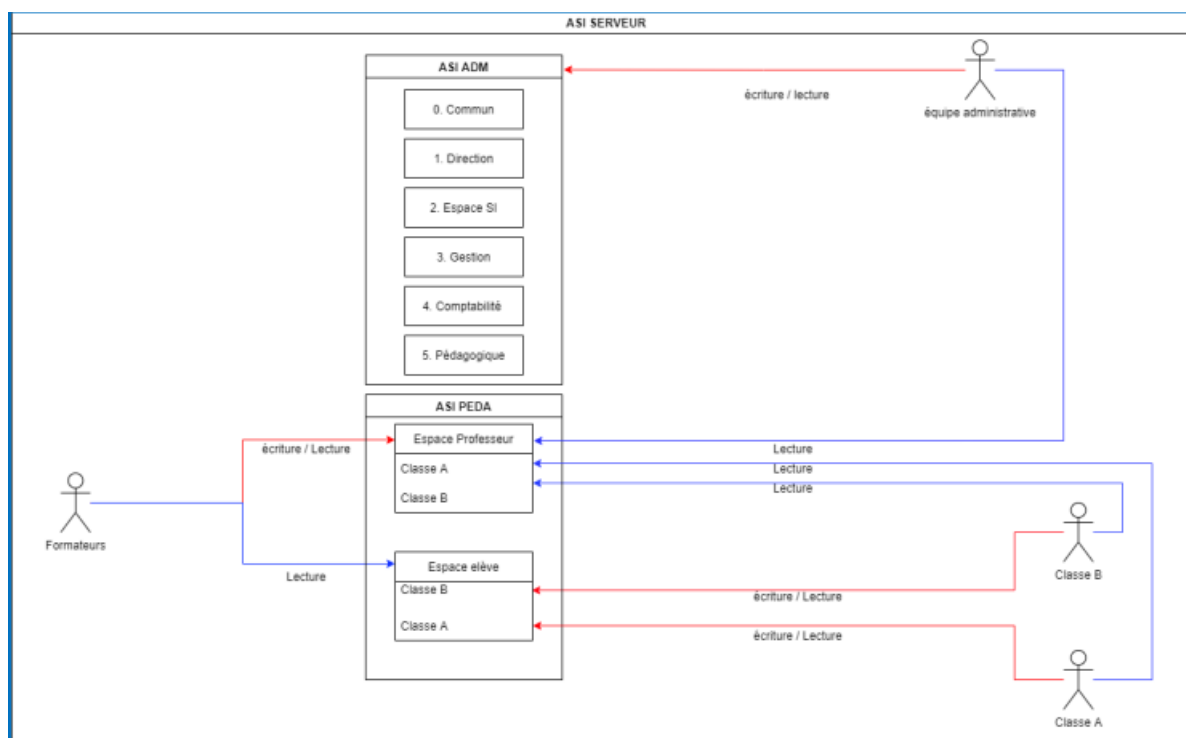 ASI SERVEUR
ASI ADM
0. Commun
1. Direction
2. Espace SI
3. Gestion
4. Comptabilité
5. Pédagogique
écriture / lecture
équipe administrative
ASI PEDA
Espace Professeur
Classe A
Classe B
écriture / Lecture
Lecture
Lecture
Lecture
Formateurs
Lecture
Espace elève
Classe B
Classe A
écriture / Lecture
écriture / Lecture
Classe B
Classe A